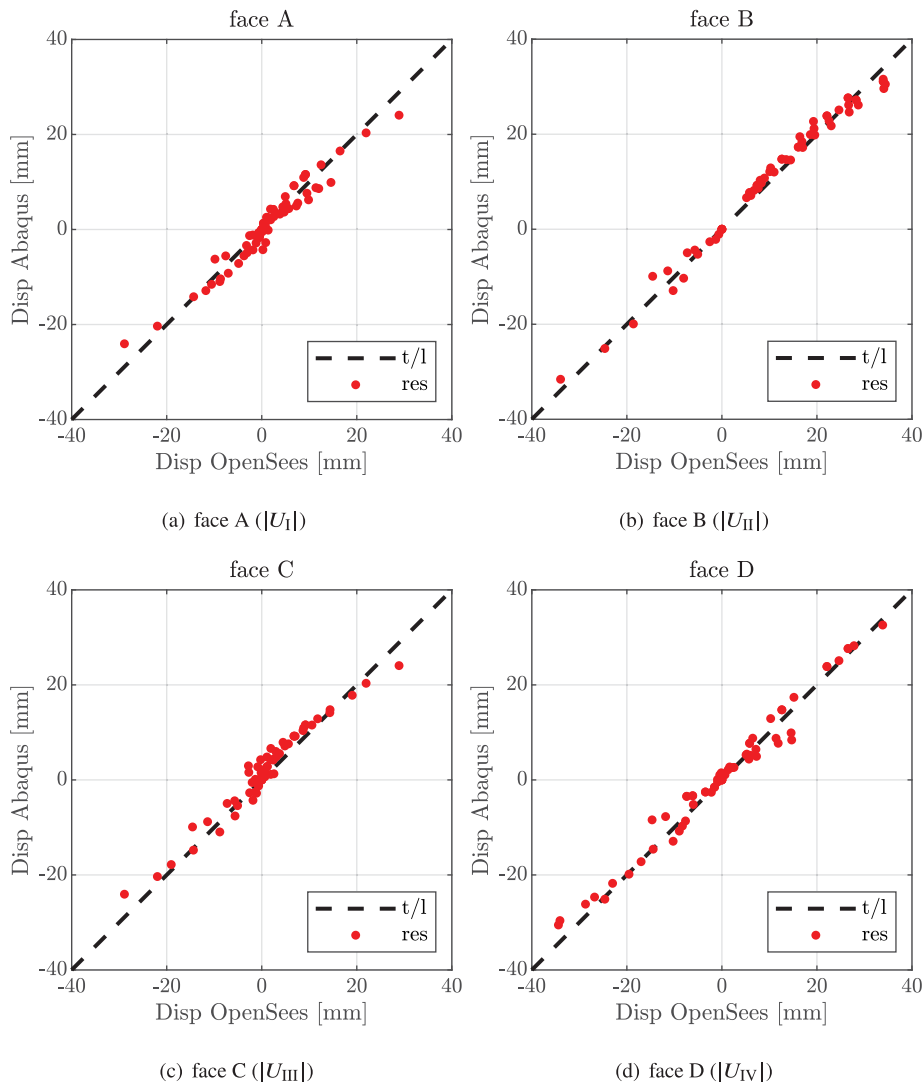 face A
40
20
0
-20
-40
Disp Abaqus [mm]
t/l
res
-40 -20 0 20 40
Disp OpenSees [mm]
(a) face A (|U_I|)
face B
40
20
0
-20
-40
Disp Abaqus [mm]
t/l
res
-40 -20 0 20 40
Disp OpenSees [mm]
(b) face B (|U_II|)
face C
40
20
0
-20
-40
Disp Abaqus [mm]
t/l
res
-40 -20 0 20 40
Disp OpenSees [mm]
(c) face C (|U_III|)
face D
40
20
0
-20
-40
Disp Abaqus [mm]
t/l
res
-40 -20 0 20 40
Disp OpenSees [mm]
(d) face D (|U_IV|)